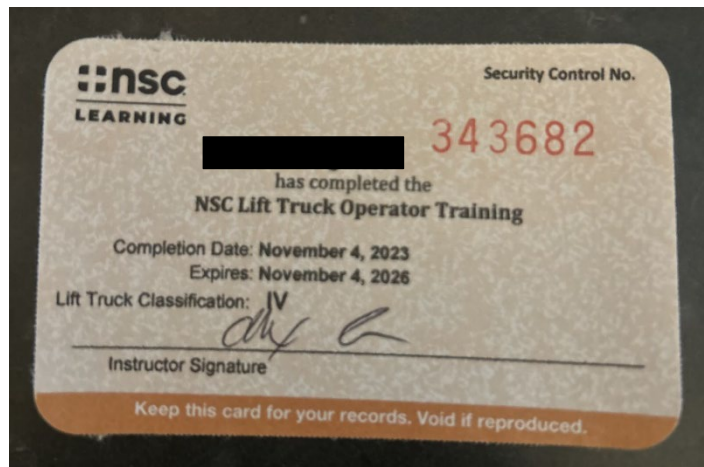 nsc
LEARNING
Security Control No.
343682
has completed the
NSC Lift Truck Operator Training
Completion Date: November 4, 2023
Expires: November 4, 2026
Lift Truck Classification: IV
Instructor Signature
Keep this card for your records. Void if reproduced.